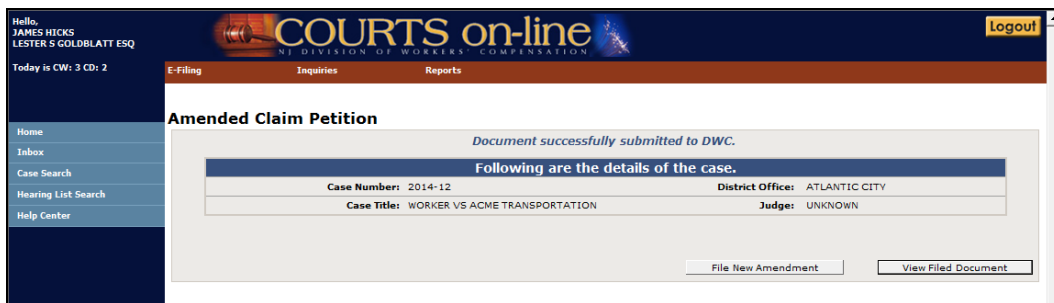 Hello,
JAMES HICKS
LESTER S GOLDBLATT ESQ
COURTS on-line
NJ DIVISION OF WORKERS' COMPENSATION
Logout
Today is CW: 3 CD: 2
E-Filing Inquiries Reports
Home
Inbox
Case Search
Hearing List Search
Help Center
Amended Claim Petition
Document successfully submitted to DWC.
Following are the details of the case.
Case Number: 2014-12 District Office: ATLANTIC CITY
Case Title: WORKER VS ACME TRANSPORTATION Judge: UNKNOWN
File New Amendment View Filed Document